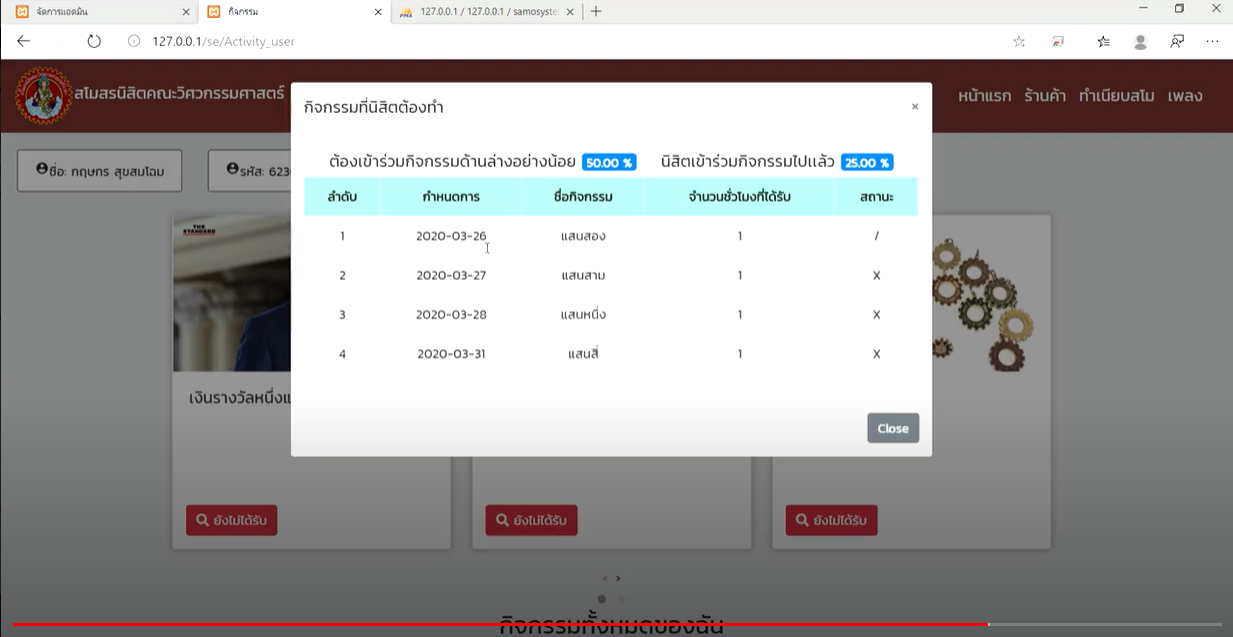 จัดการแอดมิน
กิจกรรม
127.0.0.1 / 127.0.0.1 / samosyste
127.0.0.1/se/Activity_user
สโมสรนิสิตคณะวิศวกรรมศาสตร์
หน้าแรก ร้านค้า ทำเนียบสโม เพลง
ชื่อ: กฤษกร สุขสมโฉม
รหัส: 623
กิจกรรมที่นิสิตต้องทำ ×
ต้องเข้าร่วมกิจกรรมด้านล่างอย่างน้อย 50.00 % นิสิตเข้าร่วมกิจกรรมไปแล้ว 25.00 %
ลำดับ กำหนดการ ชื่อกิจกรรม จำนวนชั่วโมงที่ได้รับ สถานะ
1 2020-03-26 แสนสอง 1 /
2 2020-03-27 แสนสาม 1 X
3 2020-03-28 แสนหนึ่ง 1 X
4 2020-03-31 แสนสี่ 1 X
Close
THE STANDARD
เงินรางวัลหนึ่งแ
ยังไม่ได้รับ ยังไม่ได้รับ ยังไม่ได้รับ
กิจกรรมทั้งหมดของฉัน